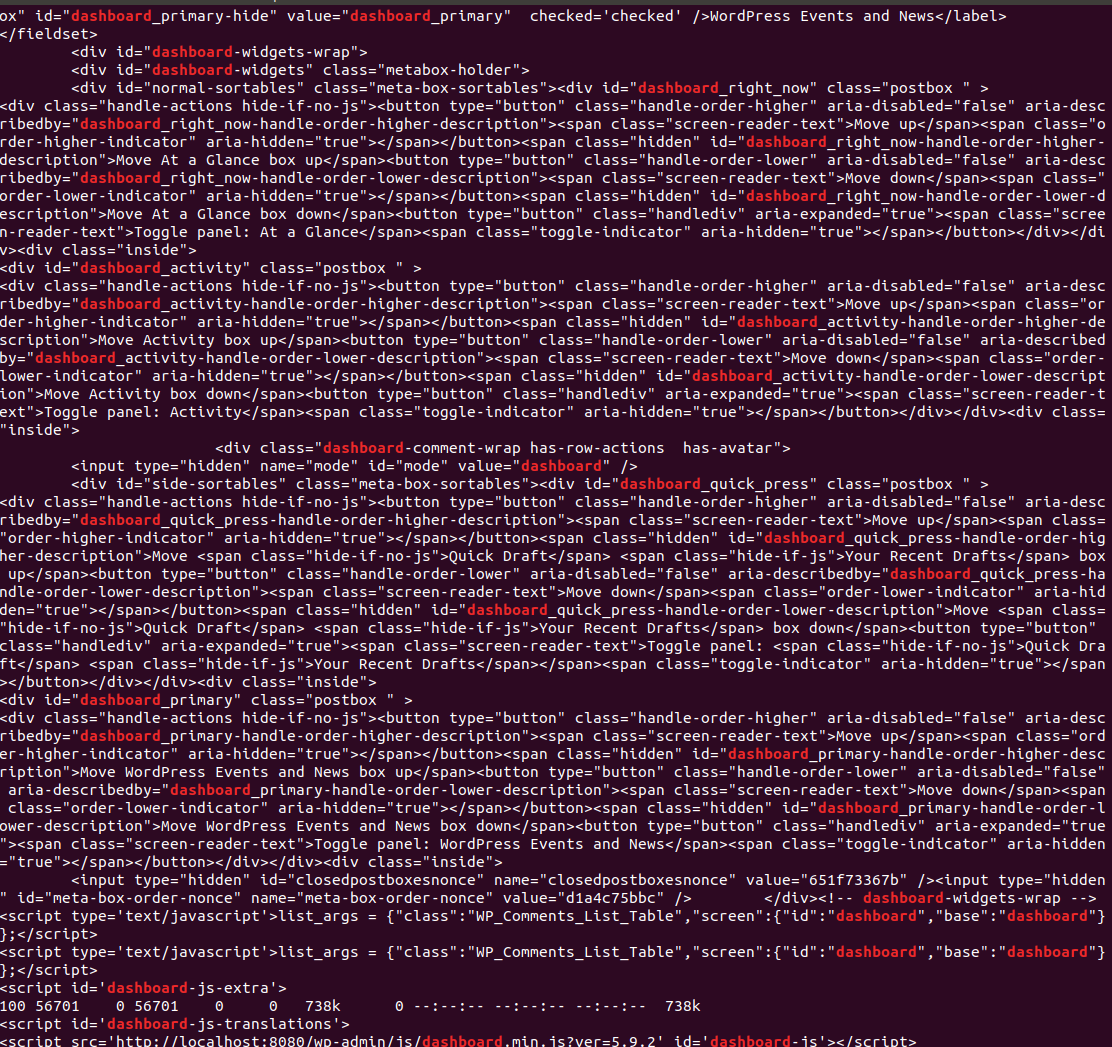 ox" id="dashboard_primary-hide" value="dashboard_primary"  checked='checked' />WordPress Events and News</label>
</fieldset>
        <div id="dashboard-widgets-wrap">
        <div id="dashboard-widgets" class="metabox-holder">
        <div id="normal-sortables" class="meta-box-sortables"><div id="dashboard_right_now" class="postbox " >
<div class="handle-actions hide-if-no-js"><button type="button" class="handle-order-higher" aria-disabled="false" aria-desc
ribedby="dashboard_right_now-handle-order-higher-description"><span class="screen-reader-text">Move up</span><span class="o
rder-higher-indicator" aria-hidden="true"></span></button><span class="hidden" id="dashboard_right_now-handle-order-higher-
description">Move At a Glance box up</span><button type="button" class="handle-order-lower" aria-disabled="false" aria-desc
ribedby="dashboard_right_now-handle-order-lower-description"><span class="screen-reader-text">Move down</span><span class="
order-lower-indicator" aria-hidden="true"></span></button><span class="hidden" id="dashboard_right_now-handle-order-lower-d
escription">Move At a Glance box down</span><button type="button" class="handlediv" aria-expanded="true"><span class="scree
n-reader-text">Toggle panel: At a Glance</span><span class="toggle-indicator" aria-hidden="true"></span></button></div></di
v><div class="inside">
<div id="dashboard_activity" class="postbox " >
<div class="handle-actions hide-if-no-js"><button type="button" class="handle-order-higher" aria-disabled="false" aria-desc
ribedby="dashboard_activity-handle-order-higher-description"><span class="screen-reader-text">Move up</span><span class="or
der-higher-indicator" aria-hidden="true"></span></button><span class="hidden" id="dashboard_activity-handle-order-higher-de
scription">Move Activity box up</span><button type="button" class="handle-order-lower" aria-disabled="false" aria-described
by="dashboard_activity-handle-order-lower-description"><span class="screen-reader-text">Move down</span><span class="order-
lower-indicator" aria-hidden="true"></span></button><span class="hidden" id="dashboard_activity-handle-order-lower-descript
ion">Move Activity box down</span><button type="button" class="handlediv" aria-expanded="true"><span class="screen-reader-t
ext">Toggle panel: Activity</span><span class="toggle-indicator" aria-hidden="true"></span></button></div></div><div class=
"inside">
                        <div class="dashboard-comment-wrap has-row-actions  has-avatar">
        <input type="hidden" name="mode" id="mode" value="dashboard" />
        <div id="side-sortables" class="meta-box-sortables"><div id="dashboard_quick_press" class="postbox " >
<div class="handle-actions hide-if-no-js"><button type="button" class="handle-order-higher" aria-disabled="false" aria-desc
ribedby="dashboard_quick_press-handle-order-higher-description"><span class="screen-reader-text">Move up</span><span class=
"order-higher-indicator" aria-hidden="true"></span></button><span class="hidden" id="dashboard_quick_press-handle-order-hig
her-description">Move <span class="hide-if-no-js">Quick Draft</span> <span class="hide-if-js">Your Recent Drafts</span> box
 up</span><button type="button" class="handle-order-lower" aria-disabled="false" aria-describedby="dashboard_quick_press-ha
ndle-order-lower-description"><span class="screen-reader-text">Move down</span><span class="order-lower-indicator" aria-hid
den="true"></span></button><span class="hidden" id="dashboard_quick_press-handle-order-lower-description">Move <span class=
"hide-if-no-js">Quick Draft</span> <span class="hide-if-js">Your Recent Drafts</span> box down</span><button type="button" 
class="handlediv" aria-expanded="true"><span class="screen-reader-text">Toggle panel: <span class="hide-if-no-js">Quick Dra
ft</span> <span class="hide-if-js">Your Recent Drafts</span></span><span class="toggle-indicator" aria-hidden="true"></span
></button></div></div><div class="inside">
<div id="dashboard_primary" class="postbox " >
<div class="handle-actions hide-if-no-js"><button type="button" class="handle-order-higher" aria-disabled="false" aria-desc
ribedby="dashboard_primary-handle-order-higher-description"><span class="screen-reader-text">Move up</span><span class="ord
er-higher-indicator" aria-hidden="true"></span></button><span class="hidden" id="dashboard_primary-handle-order-higher-desc
ription">Move WordPress Events and News box up</span><button type="button" class="handle-order-lower" aria-disabled="false"
 aria-describedby="dashboard_primary-handle-order-lower-description"><span class="screen-reader-text">Move down</span><span
 class="order-lower-indicator" aria-hidden="true"></span></button><span class="hidden" id="dashboard_primary-handle-order-l
ower-description">Move WordPress Events and News box down</span><button type="button" class="handlediv" aria-expanded="true
"><span class="screen-reader-text">Toggle panel: WordPress Events and News</span><span class="toggle-indicator" aria-hidden
="true"></span></button></div></div><div class="inside">
        <input type="hidden" id="closedpostboxesnonce" name="closedpostboxesnonce" value="651f73367b" /><input type="hidden
" id="meta-box-order-nonce" name="meta-box-order-nonce" value="d1a4c75bbc" />        </div><!-- dashboard-widgets-wrap -->
<script type='text/javascript'>list_args = {"class":"WP_Comments_List_Table","screen":{"id":"dashboard","base":"dashboard"}
};</script>
<script type='text/javascript'>list_args = {"class":"WP_Comments_List_Table","screen":{"id":"dashboard","base":"dashboard"}
};</script>
<script id='dashboard-js-extra'>
100 56701    0 56701    0     0   738k      0 --:--:-- --:--:-- --:--:--  738k
<script id='dashboard-js-translations'>
<script src='http://localhost:8080/wp-admin/js/dashboard.min.js?ver=5.9.2' id='dashboard-js'></script>